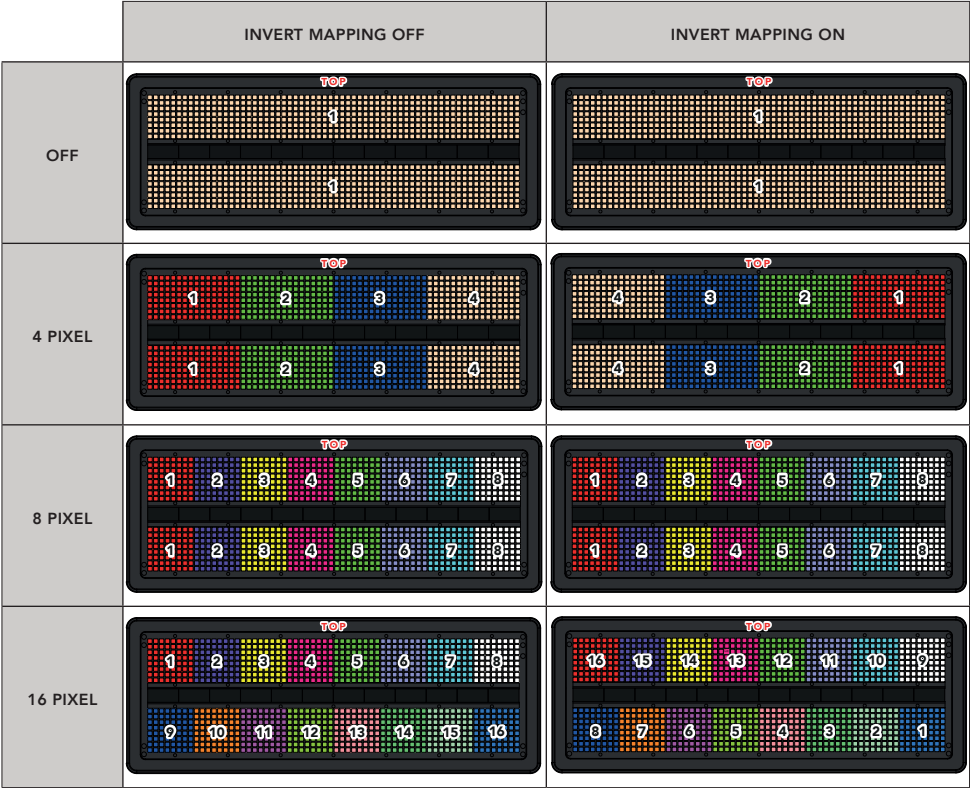 INVERT MAPPING OFF INVERT MAPPING ON
OFF
TOP TOP
1 1
1 1
4 PIXEL
TOP TOP
1 2 3 4 4 3 2 1
1 2 3 4 4 3 2 1
8 PIXEL
TOP TOP
1 2 3 4 5 6 7 8 1 2 3 4 5 6 7 8
1 2 3 4 5 6 7 8 1 2 3 4 5 6 7 8
16 PIXEL
TOP TOP
1 2 3 4 5 6 7 8 16 15 14 13 12 11 10 9
9 10 11 12 13 14 15 16 8 7 6 5 4 3 2 1